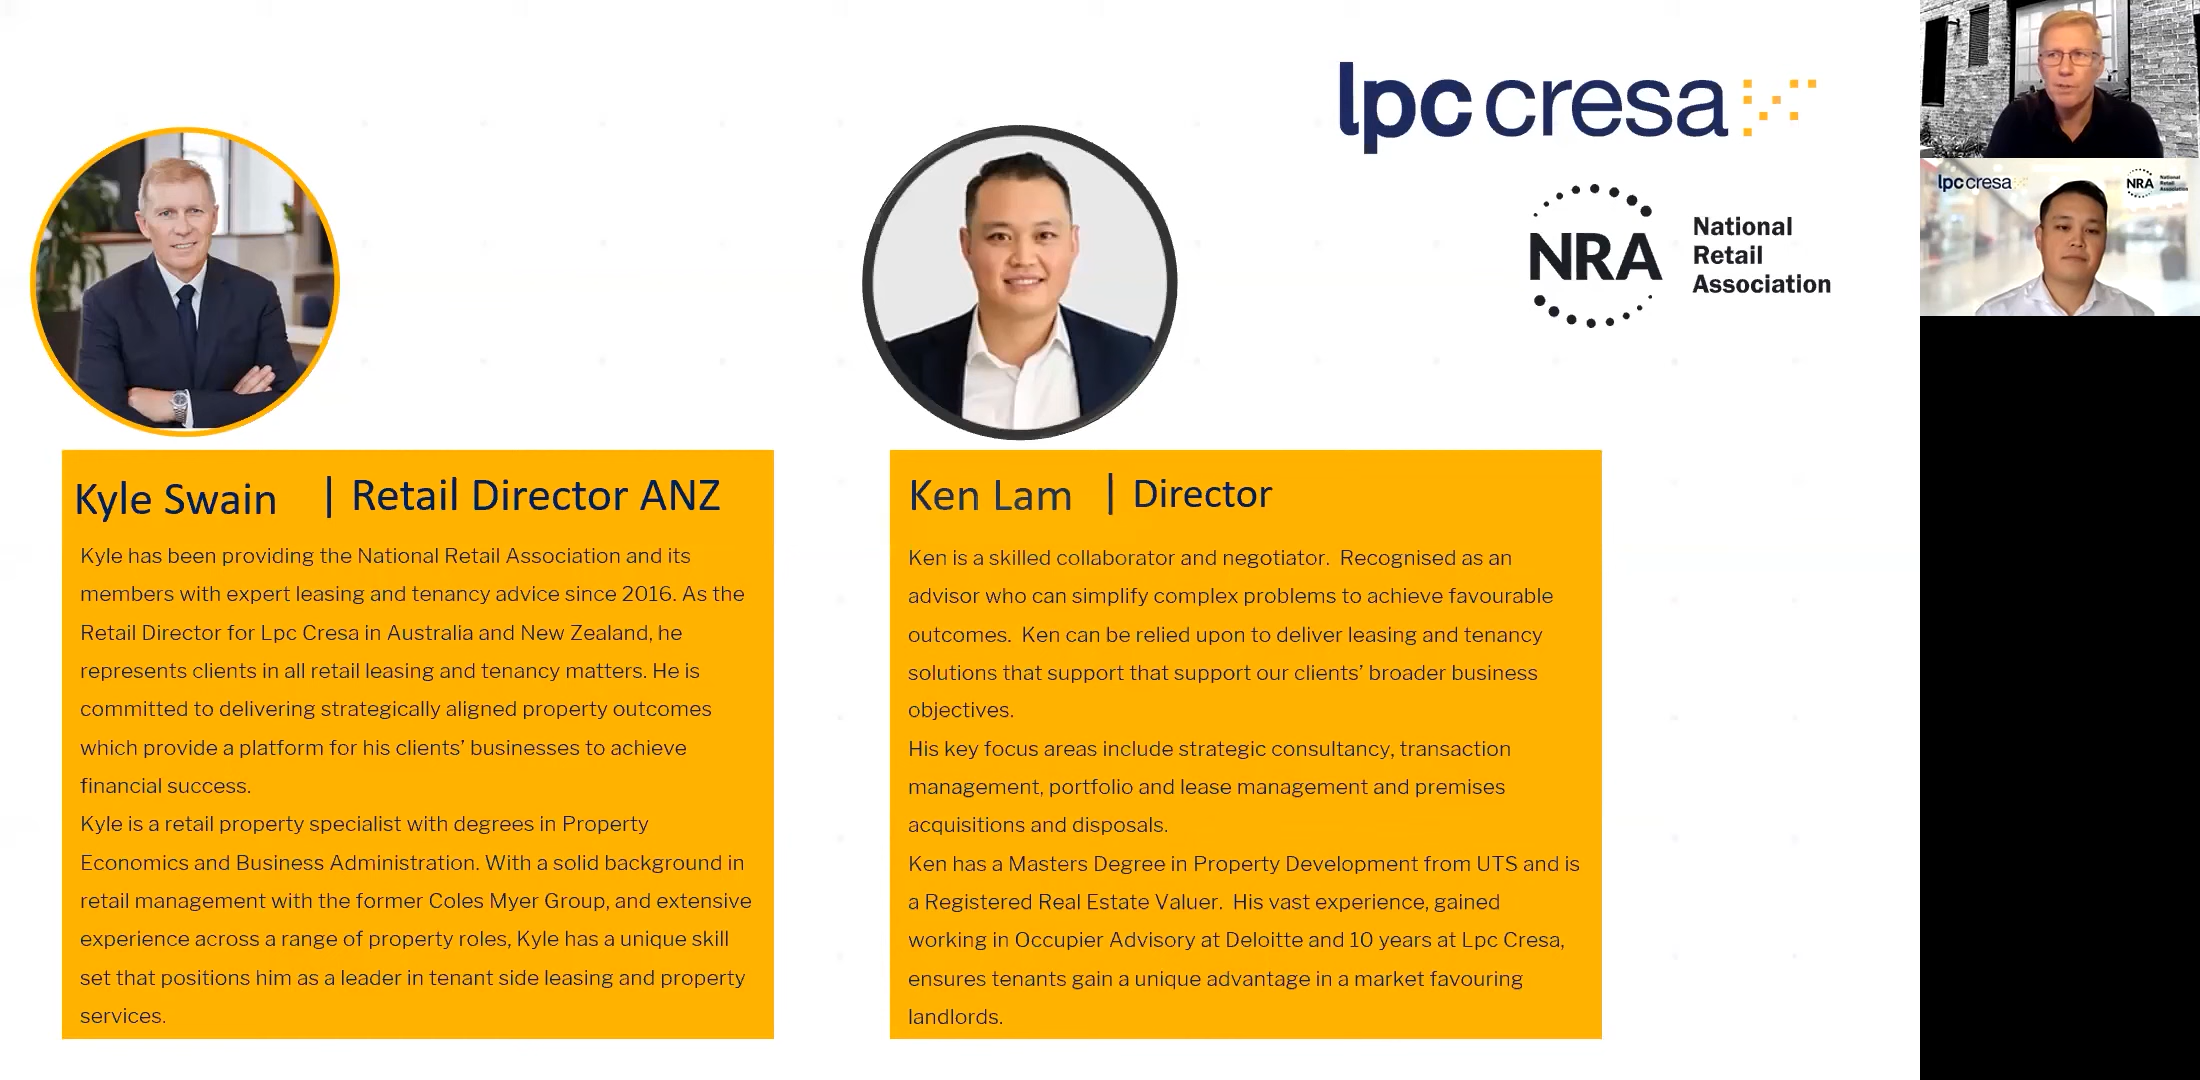 lpc cresa
NRA
National
Retail
Association
Kyle Swain | Retail Director ANZ
Kyle has been providing the National Retail Association and its
members with expert leasing and tenancy advice since 2016. As the
Retail Director for Lpc Cresa in Australia and New Zealand, he
represents clients in all retail leasing and tenancy matters. He is
committed to delivering strategically aligned property outcomes
which provide a platform for his clients’ businesses to achieve
financial success.
Kyle is a retail property specialist with degrees in Property
Economics and Business Administration. With a solid background in
retail management with the former Coles Myer Group, and extensive
experience across a range of property roles, Kyle has a unique skill
set that positions him as a leader in tenant side leasing and property
services.
Ken Lam | Director
Ken is a skilled collaborator and negotiator.  Recognised as an
advisor who can simplify complex problems to achieve favourable
outcomes.  Ken can be relied upon to deliver leasing and tenancy
solutions that support that support our clients’ broader business
objectives.
His key focus areas include strategic consultancy, transaction
management, portfolio and lease management and premises
acquisitions and disposals.
Ken has a Masters Degree in Property Development from UTS and is
a Registered Real Estate Valuer.  His vast experience, gained
working in Occupier Advisory at Deloitte and 10 years at Lpc Cresa,
ensures tenants gain a unique advantage in a market favouring
landlords.
lpc cresa
NRA
National
Retail
Association